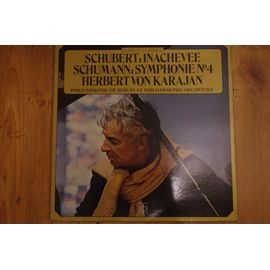 SCHUBERT: INACHEVEE
SCHUMANN: SYMPHONIE Nº4
HERBERT VON KARAJAN
PHILHARMONIE DE BERLIN ET PHILHARMONIA ORCHESTRA